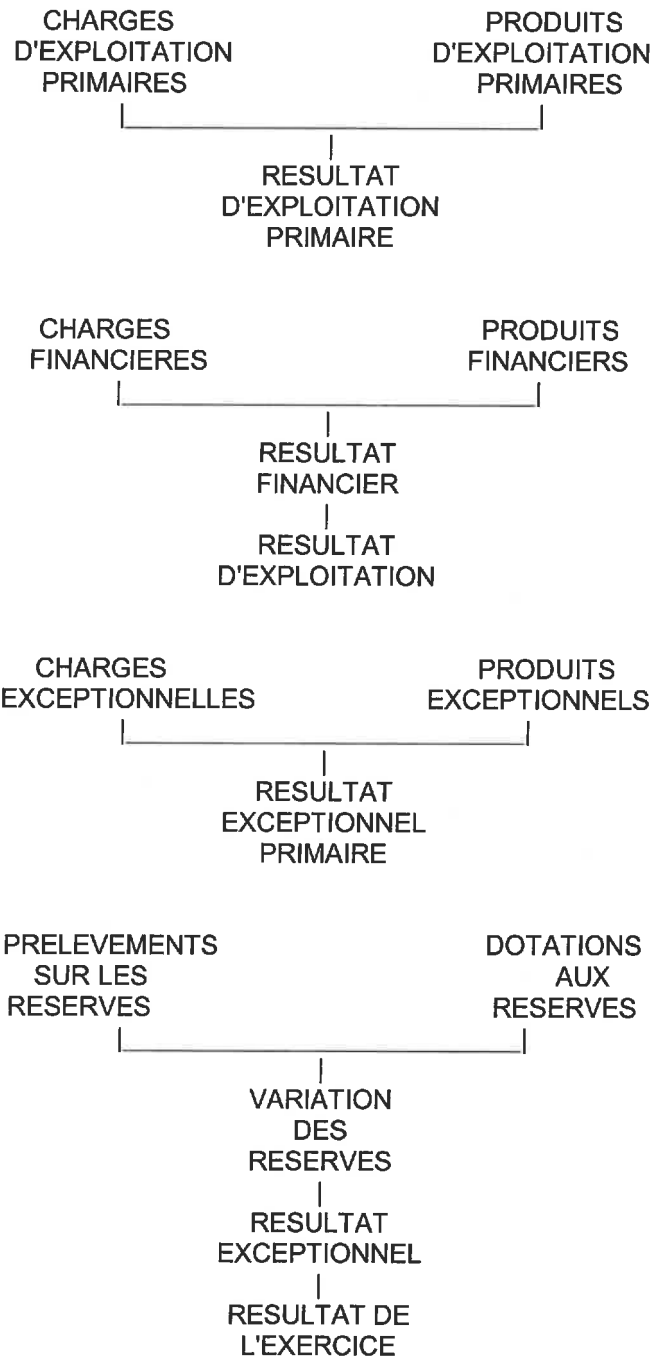 CHARGES
D'EXPLOITATION
PRIMAIRES
PRODUITS
D'EXPLOITATION
PRIMAIRES
RESULTAT
D'EXPLOITATION
PRIMAIRE
CHARGES
FINANCIERES
PRODUITS
FINANCIERS
RESULTAT
FINANCIER
RESULTAT
D'EXPLOITATION
CHARGES
EXCEPTIONNELLES
PRODUITS
EXCEPTIONNELS
RESULTAT
EXCEPTIONNEL
PRIMAIRE
PRELEVEMENTS
SUR LES
RESERVES
DOTATIONS
AUX
RESERVES
VARIATION
DES
RESERVES
RESULTAT
EXCEPTIONNEL
RESULTAT DE
L'EXERCICE